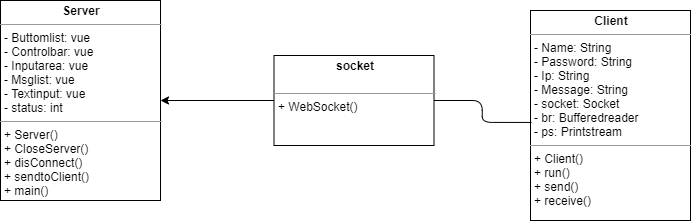 Server
- Buttomlist: vue
- Controlbar: vue
- Inputarea: vue
- Msglist: vue
- Textinput: vue
- status: int
+ Server()
+ CloseServer()
+ disConnect()
+ sendtoClient()
+ main()
socket
+ WebSocket()
Client
- Name: String
- Password: String
- Ip: String
- Message: String
- socket: Socket
- br: Bufferedreader
- ps: Printstream
+ Client()
+ run()
+ send()
+ receive()